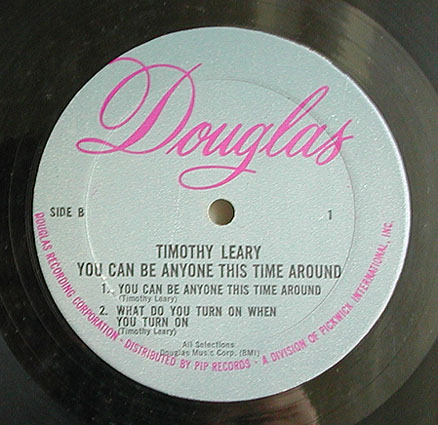 Douglas
SIDE B
1
TIMOTHY LEARY
YOU CAN BE ANYONE THIS TIME AROUND
1. YOU CAN BE ANYONE THIS TIME AROUND
(Timothy Leary)
2. WHAT DO YOU TURN ON WHEN
YOU TURN ON
(Timothy Leary)
All Selections
Douglas Music Corp. (BMI)
DOUGLAS RECORDING CORPORATION - DISTRIBUTED BY PIP RECORDS - A DIVISION OF PICKWICK INTERNATIONAL, INC.